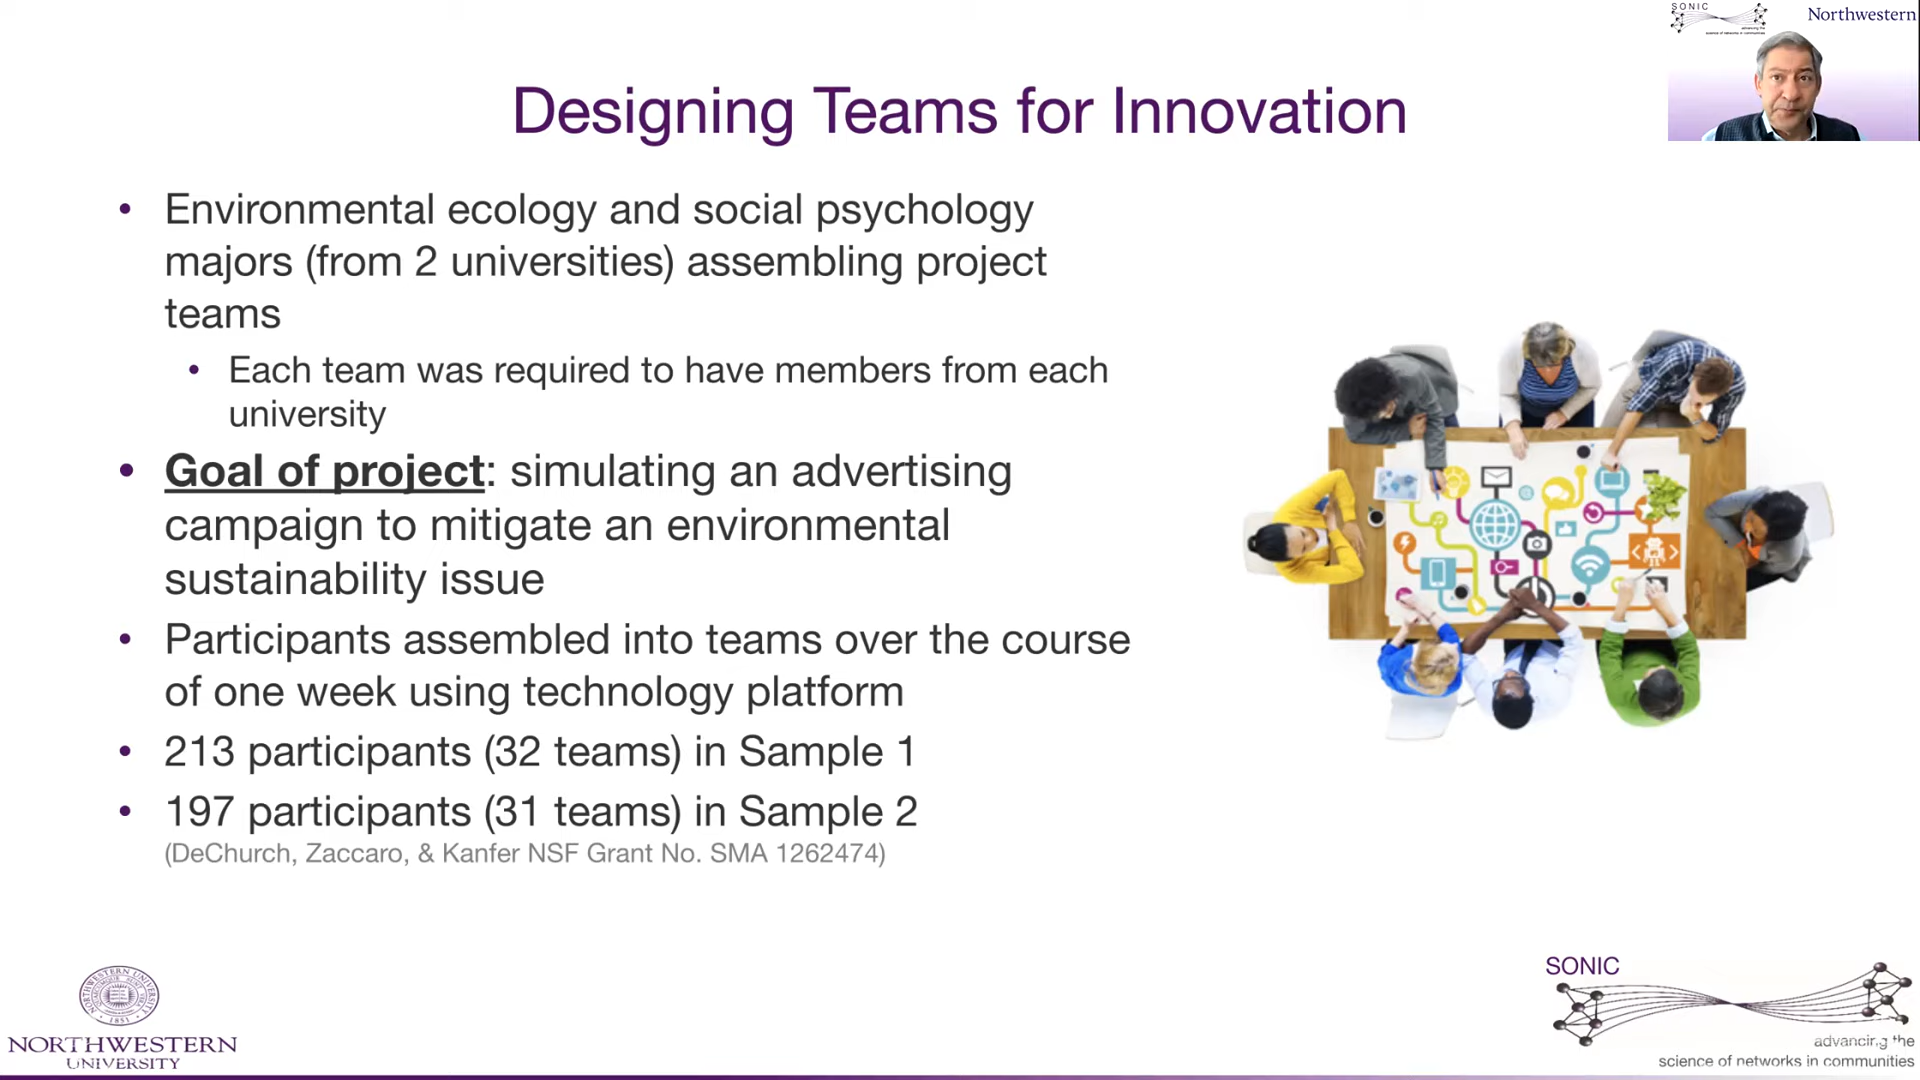 SONIC
Northwestern
Designing Teams for Innovation
• Environmental ecology and social psychology
majors (from 2 universities) assembling project
teams
• Each team was required to have members from each
university
• Goal of project: simulating an advertising
campaign to mitigate an environmental
sustainability issue
• Participants assembled into teams over the course
of one week using technology platform
• 213 participants (32 teams) in Sample 1
• 197 participants (31 teams) in Sample 2
(DeChurch, Zaccaro, & Kanfer NSF Grant No. SMA 1262474)
NORTHWESTERN
UNIVERSITY
SONIC
advancing the
science of networks in communities